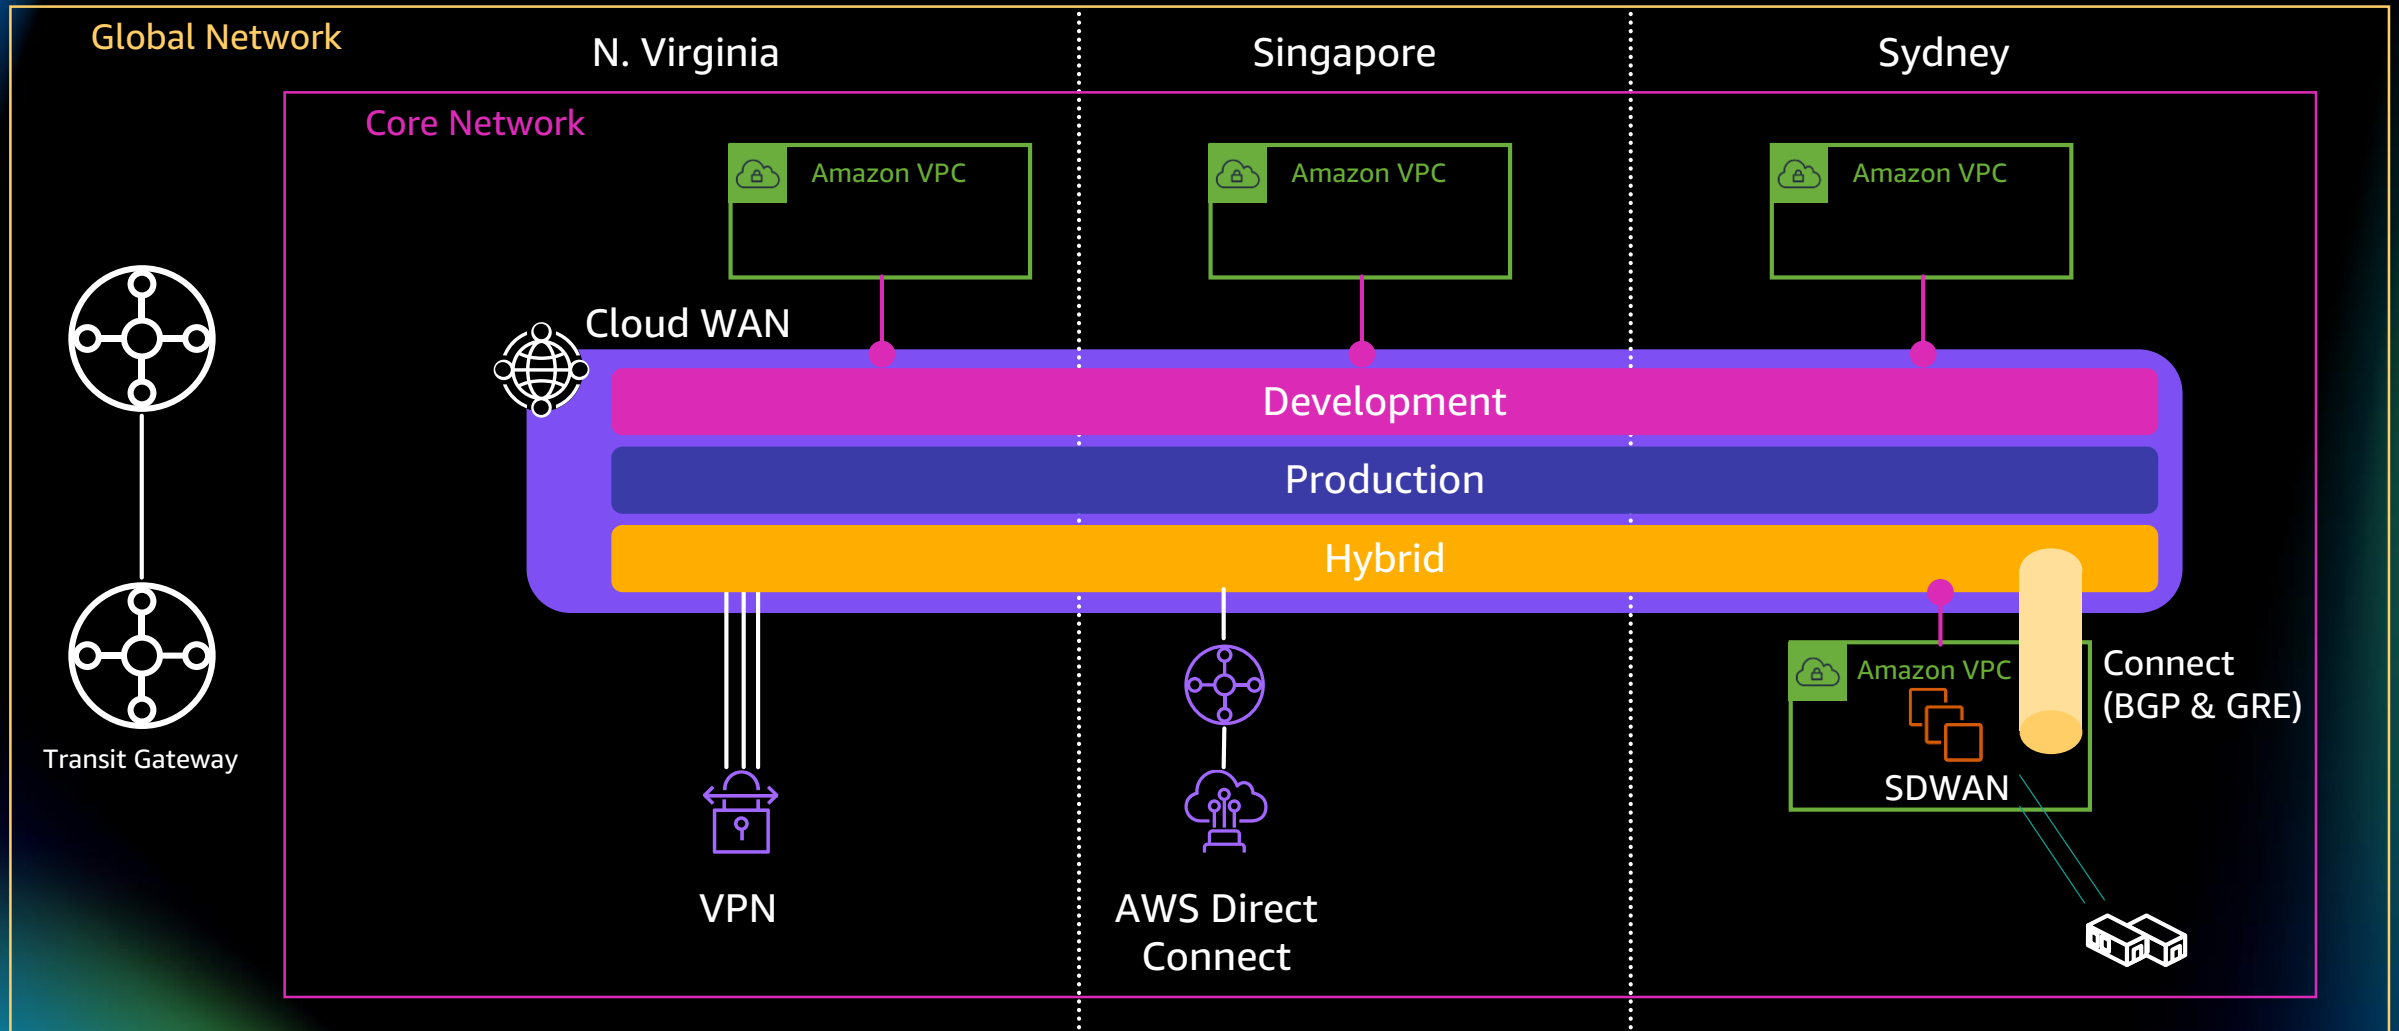 Global Network
N. Virginia
Singapore
Sydney
Core Network
Amazon VPC
Amazon VPC
Amazon VPC
Cloud WAN
Development
Production
Hybrid
Transit Gateway
Amazon VPC
Connect
(BGP & GRE)
SDWAN
VPN
AWS Direct
Connect